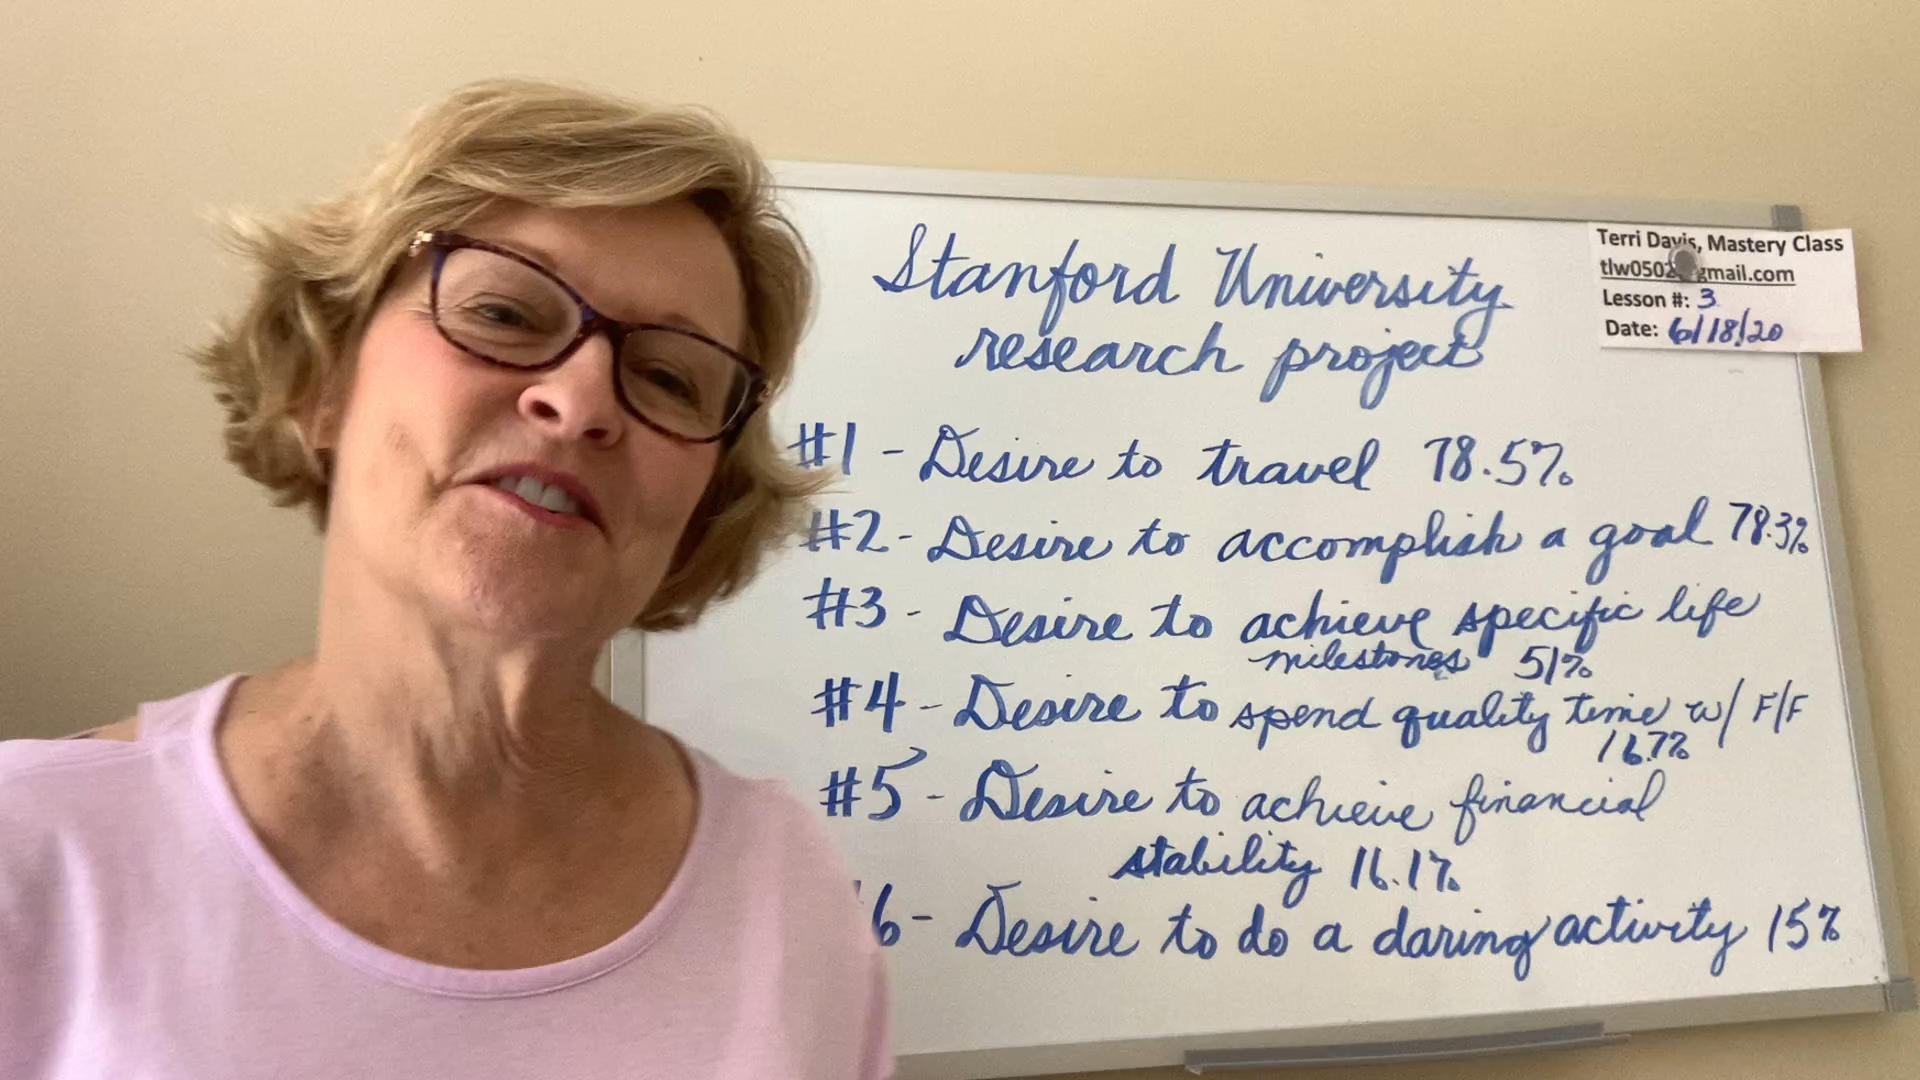 Stanford University
research project
#1 - Desire to travel 78.5%
#2 - Desire to accomplish a goal 78.3%
#3 - Desire to achieve specific life
milestones 51%
#4 - Desire to spend quality time w/ F/F
16.7%
#5 - Desire to achieve financial
stability 16.1%
6 - Desire to do a daring activity 15%
Terri Davis, Mastery Class
tlw0502 gmail.com
Lesson #: 3
Date: 6/18/20